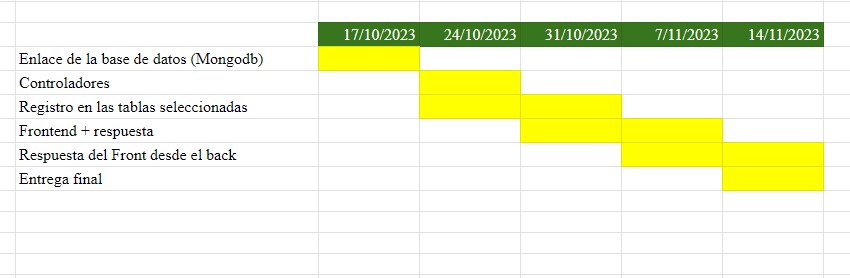 17/10/2023 24/10/2023 31/10/2023 7/11/2023 14/11/2023
Enlace de la base de datos (Mongodb)
Controladores
Registro en las tablas seleccionadas
Frontend + respuesta
Respuesta del Front desde el back
Entrega final